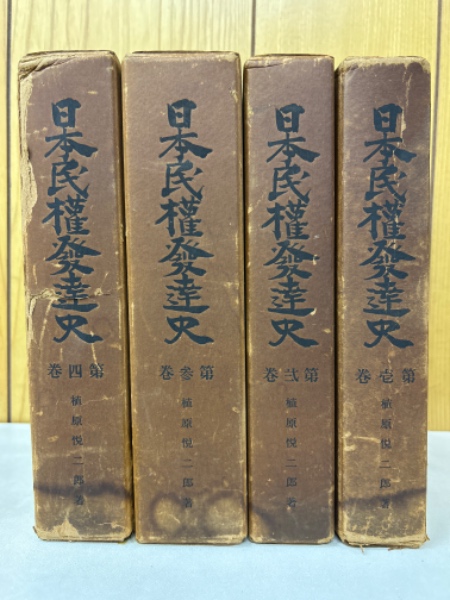 日本民權發達史
第四巻
植原悦二郎著
日本民權發達史
第參巻
植原悦二郎著
日本民權發達史
第弐巻
植原悦二郎著
日本民權發達史
第壱巻
植原悦二郎著